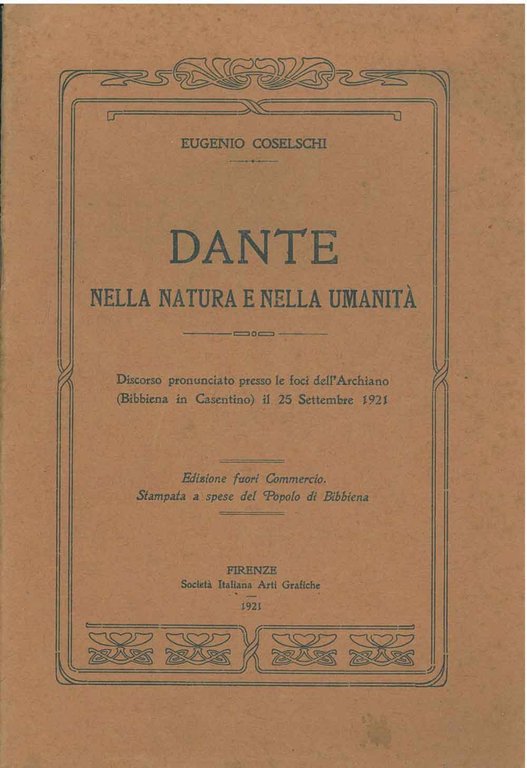 EUGENIO COSELSCHI
DANTE
NELLA NATURA E NELLA UMANITÀ
Discorso pronunciato presso le foci dell'Archiano
(Bibbiena in Casentino) il 25 Settembre 1921
Edizione fuori Commercio.
Stampata a spese del Popolo di Bibbiena
FIRENZE
Società Italiana Arti Grafiche
1921